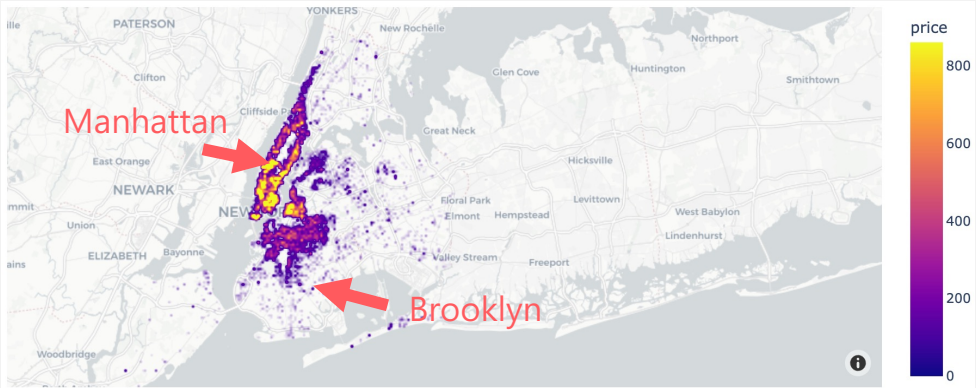 YONKERS
PATERSON
New Rochelle
Northport
Huntington
Glen Cove
Clifton
Smithtown
Cliffside
Manhattan
Great Neck
East Orange
Hicksville
NEWARK
Levittown
Floral Park
Elmont
Hempstead
West Babylon
NEW
Union
Lindenhurst
ELIZABETH
Bayonne
Valley Stream
Freeport
Brooklyn
Woodbridge
price
800
600
400
200
0